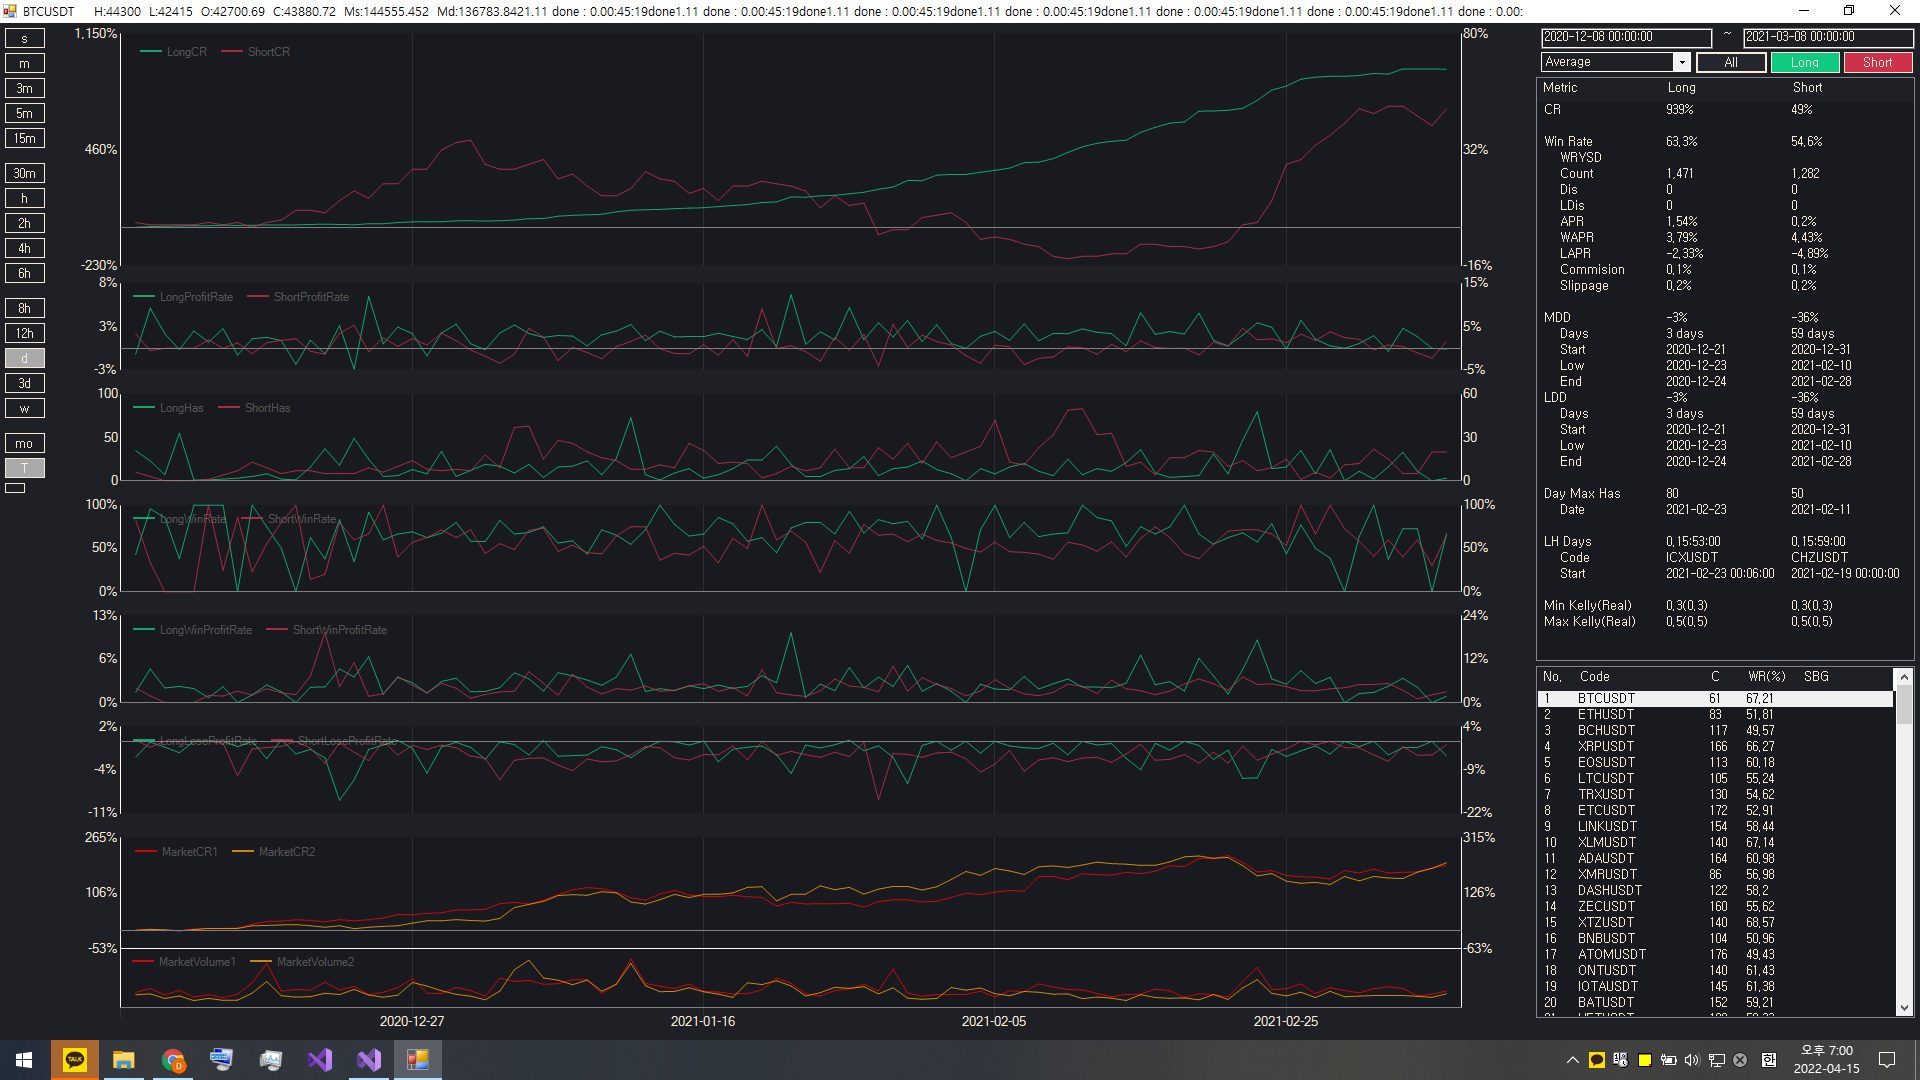 BTCUSDT H:44300 L:42415 O:42700.69 C:43880.72 Ms:144555.452 Md:136783.8421.11 done : 0.00:45:19done1.11 done : 0.00:45:19done1.11 done : 0.00:45:19done1.11 done : 0.00:45:19done1.11 done : 0.00:45:19done1.11 done : 0.00:45:19done1.11 done : 0.00:
s
m
3m
5m
15m
30m
h
2h
4h
6h
8h
12h
d
3d
w
mo
T
1,150% 80%
LongCR ShortCR
460% 32%
-230% -16%
8% 15%
LongProfitRate ShortProfitRate
3% 5%
-3% -5%
100 60
LongHas ShortHas
50 30
0 0
100% 100%
LongWinRate ShortWinRate
50% 50%
0% 0%
13% 24%
LongWinProfitRate ShortWinProfitRate
6% 12%
0% 0%
2% 4%
LongLoseProfitRate ShortLoseProfitRate
-4% -9%
-11% -22%
265% 315%
MarketCR1 MarketCR2
106% 126%
-53% -63%
MarketVolume1 MarketVolume2
2020-12-27 2021-01-16 2021-02-05 2021-02-25
2020-12-08 00:00:00 ~ 2021-03-08 00:00:00
Average All Long Short
Metric Long Short
CR 939% 49%
Win Rate 63,3% 54,6%
WRYSD
Count 1,471 1,282
Dis 0 0
LDis 0 0
APR 1,54% 0,2%
WAPR 3,79% 4,43%
LAPR -2,33% -4,89%
Commision 0,1% 0,1%
Slippage 0,2% 0,2%
MDD -3% -36%
Days 3 days 59 days
Start 2020-12-21 2020-12-31
Low 2020-12-23 2021-02-10
End 2020-12-24 2021-02-28
LDD -3% -36%
Days 3 days 59 days
Start 2020-12-21 2020-12-31
Low 2020-12-23 2021-02-10
End 2020-12-24 2021-02-28
Day Max Has 80 50
Date 2021-02-23 2021-02-11
LH Days 0,15:53:00 0,15:59:00
Code ICXUSDT CHZUSDT
Start 2021-02-23 00:06:00 2021-02-19 00:00:00
Min Kelly(Real) 0,3(0,3) 0,3(0,3)
Max Kelly(Real) 0,5(0,5) 0,5(0,5)
No, Code C WR(%) SBG
1 BTCUSDT 61 67,21
2 ETHUSDT 83 51,81
3 BCHUSDT 117 49,57
4 XRPUSDT 166 66,27
5 EOSUSDT 113 60,18
6 LTCUSDT 105 55,24
7 TRXUSDT 130 54,62
8 ETCUSDT 172 52,91
9 LINKUSDT 154 58,44
10 XLMUSDT 140 67,14
11 ADAUSDT 164 60,98
12 XMRUSDT 86 56,98
13 DASHUSDT 122 58,2
14 ZECUSDT 160 55,62
15 XTZUSDT 140 68,57
16 BNBUSDT 104 50,96
17 ATOMUSDT 176 49,43
18 ONTUSDT 140 61,43
19 IOTAUSDT 145 61,38
20 BATUSDT 152 59,21
TALK
오후 7:00
2022-04-15